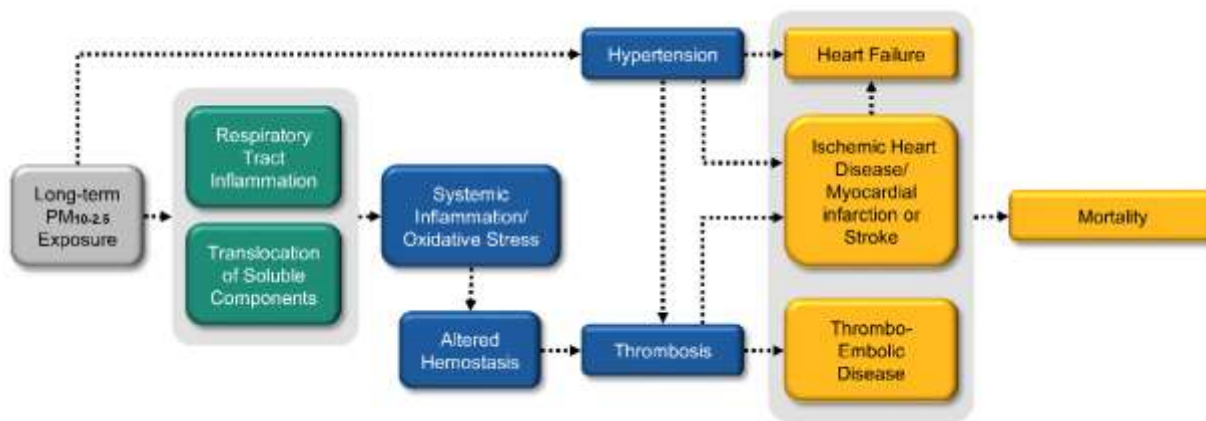 Hypertension
Heart Failure
Respiratory
Tract
Inflammation
Ischemic Heart
Disease/
Myocardial
infarction or
Stroke
Long-term
PM10-2.5
Exposure
Systemic
Inflammation/
Oxidative Stress
Mortality
Translocation
of Soluble
Components
Altered
Hemostasis
Thrombosis
Thrombo-
Embolic
Disease